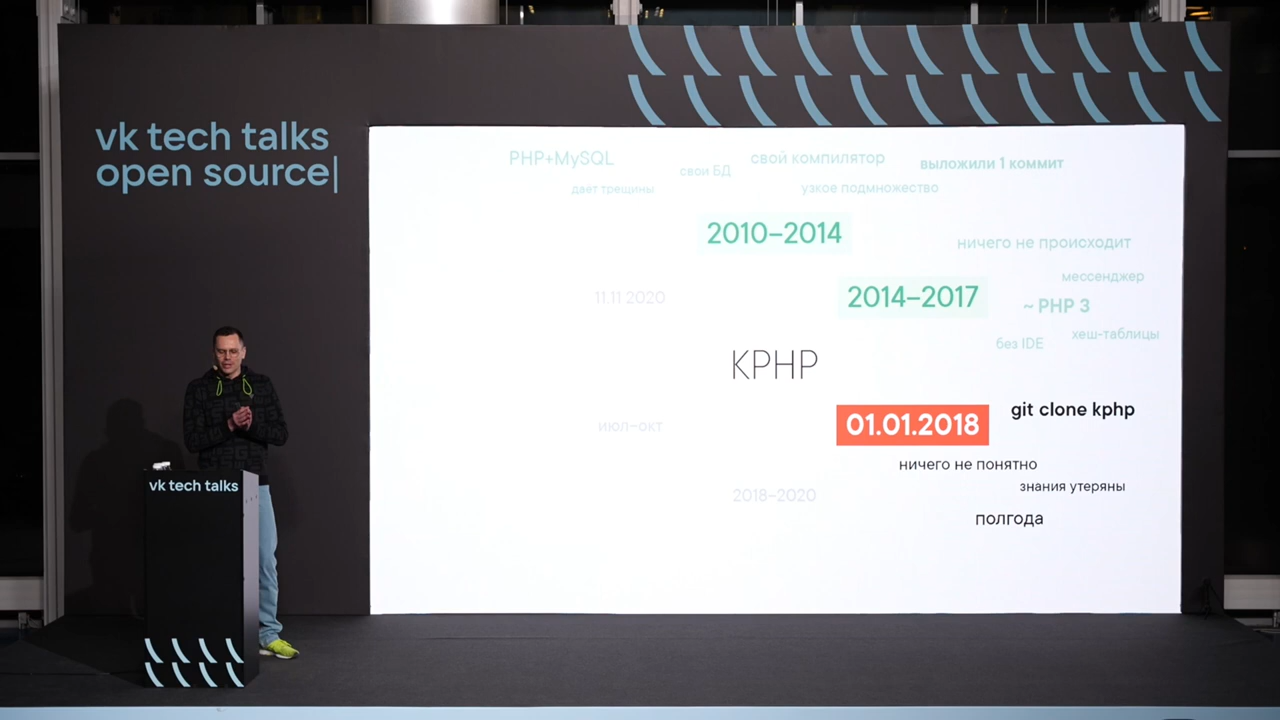 vk tech talks
open source|
PHP+MySQL
свои БД
свой компилятор
выложили 1 коммит
дает трещины
узкое подмножество
2010–2014
ничего не происходит
11.11 2020
2014–2017
мессенджер
~ PHP 3
без IDE
хеш-таблицы
KPHP
01.01.2018
git clone kphp
июл–окт
ничего не понятно
2018–2020
знания утеряны
полгода
vk tech talks